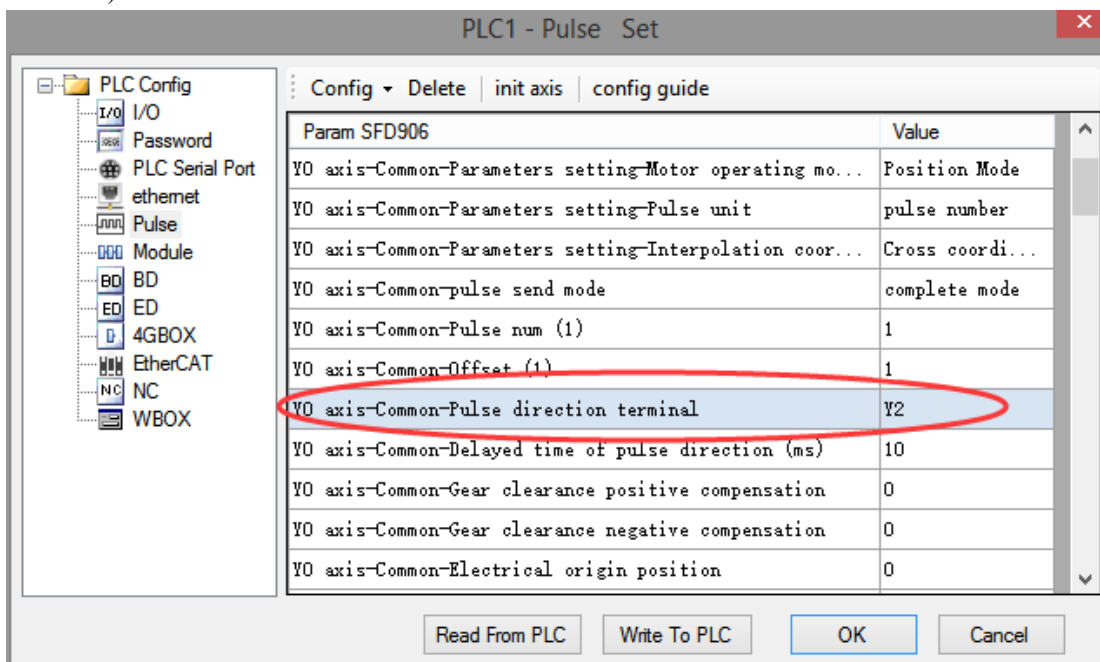 PLC1 - Pulse Set
PLC Config
I/O I/O
Password
PLC Serial Port
ethernet
Pulse
Module
BD BD
ED ED
4GBOX
EtherCAT
NC NC
WBOX
Config Delete init axis config guide
Param SFD906 Value
Y0 axis-Common-Parameters setting-Motor operating mo... Position Mode
Y0 axis-Common-Parameters setting-Pulse unit pulse number
Y0 axis-Common-Parameters setting-Interpolation coor... Cross coordi...
Y0 axis-Common-pulse send mode complete mode
Y0 axis-Common-Pulse num (1) 1
Y0 axis-Common-Offset (1) 1
Y0 axis-Common-Pulse direction terminal Y2
Y0 axis-Common-Delayed time of pulse direction (ms) 10
Y0 axis-Common-Gear clearance positive compensation 0
Y0 axis-Common-Gear clearance negative compensation 0
Y0 axis-Common-Electrical origin position 0
Read From PLC Write To PLC OK Cancel